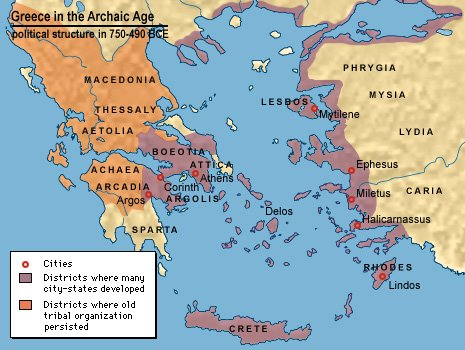 Greece in the Archaic Age
political structure in 750-490 BCE
MACEDONIA
PHRYGIA
THESSALY
MYSIA
LESBOS
Mytilene
AETOLIA
LYDIA
BOEOTIA
ACHAEA
ATTICA
Ephesus
Athens
ARCADIA
Corinth
CARIA
Miletus
Argos
ARGOLIS
Delos
Halicarnassus
SPARTA
RHODES
Lindos
CRETE
Cities
Districts where many
city-states developed
Districts where old
tribal organization
persisted